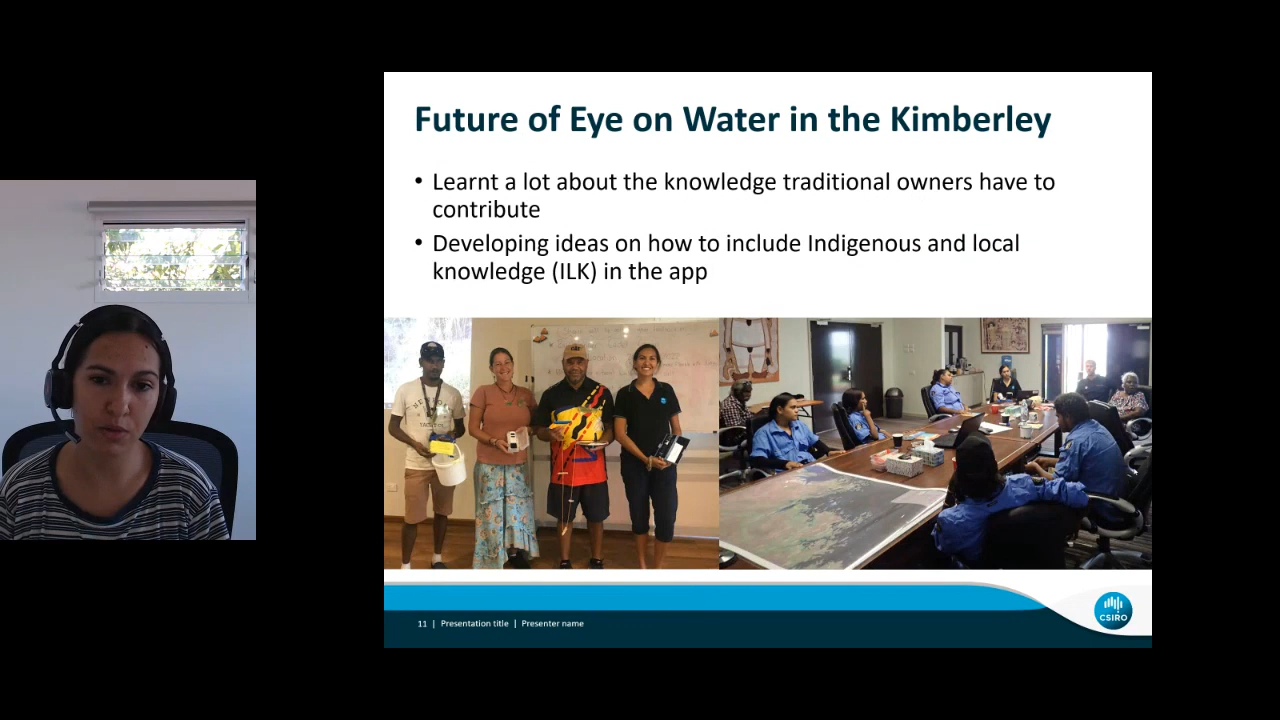 Future of Eye on Water in the Kimberley
• Learnt a lot about the knowledge traditional owners have to
contribute
• Developing ideas on how to include Indigenous and local
knowledge (ILK) in the app
11 | Presentation title | Presenter name
CSIRO